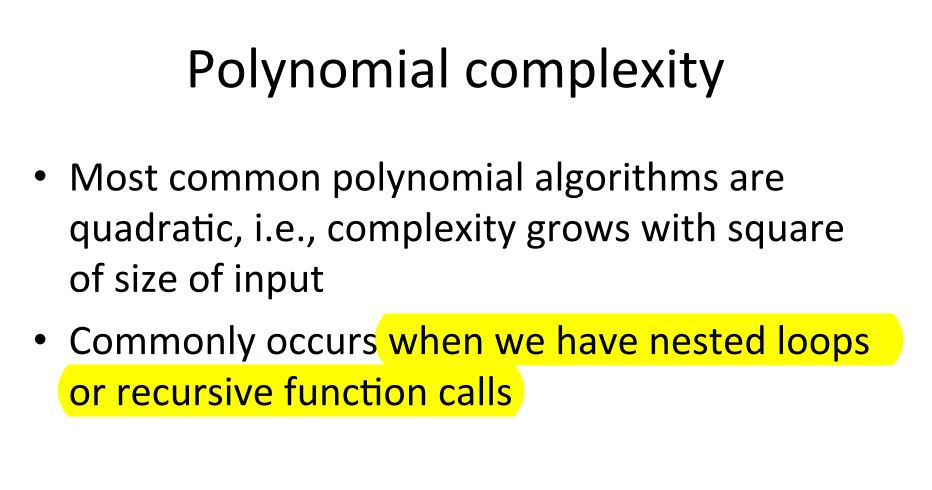 Polynomial complexity
• Most common polynomial algorithms are
quadratic, i.e., complexity grows with square
of size of input
• Commonly occurs when we have nested loops
or recursive function calls